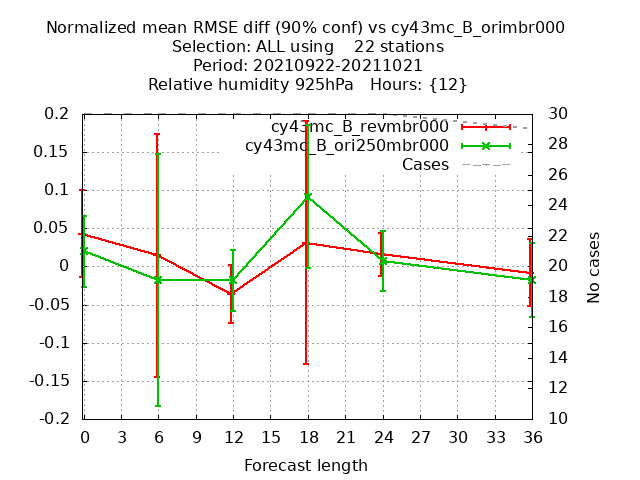 Normalized mean RMSE diff (90% conf) vs cy43mc_B_orimbr000
Selection: ALL using    22 stations
Period: 20210922-20211021
Relative humidity 925hPa   Hours: {12}
cy43mc_B_revmbr000
cy43mc_B_ori250mbr000
Cases
0.2
0.15
0.1
0.05
0
-0.05
-0.1
-0.15
-0.2
30
28
26
24
22
20
18
16
14
12
10
No cases
0 3 6 9 12 15 18 21 24 27 30 33 36
Forecast length